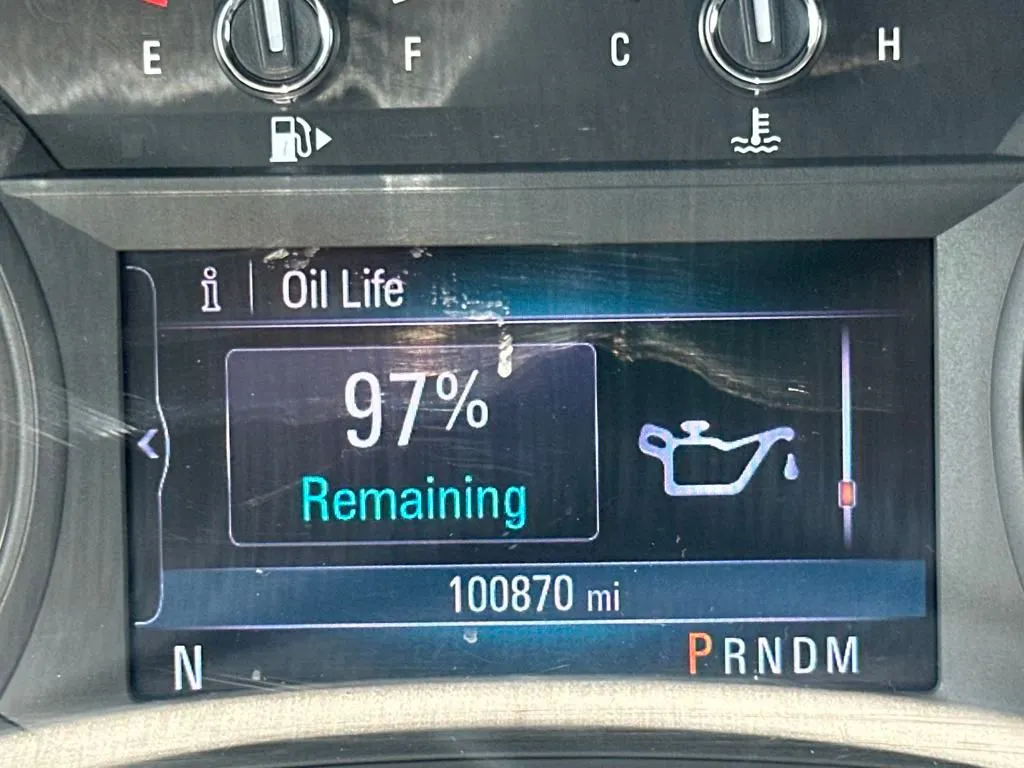 E F C H
i Oil Life
97%
Remaining
100870 mi
N PRNDM